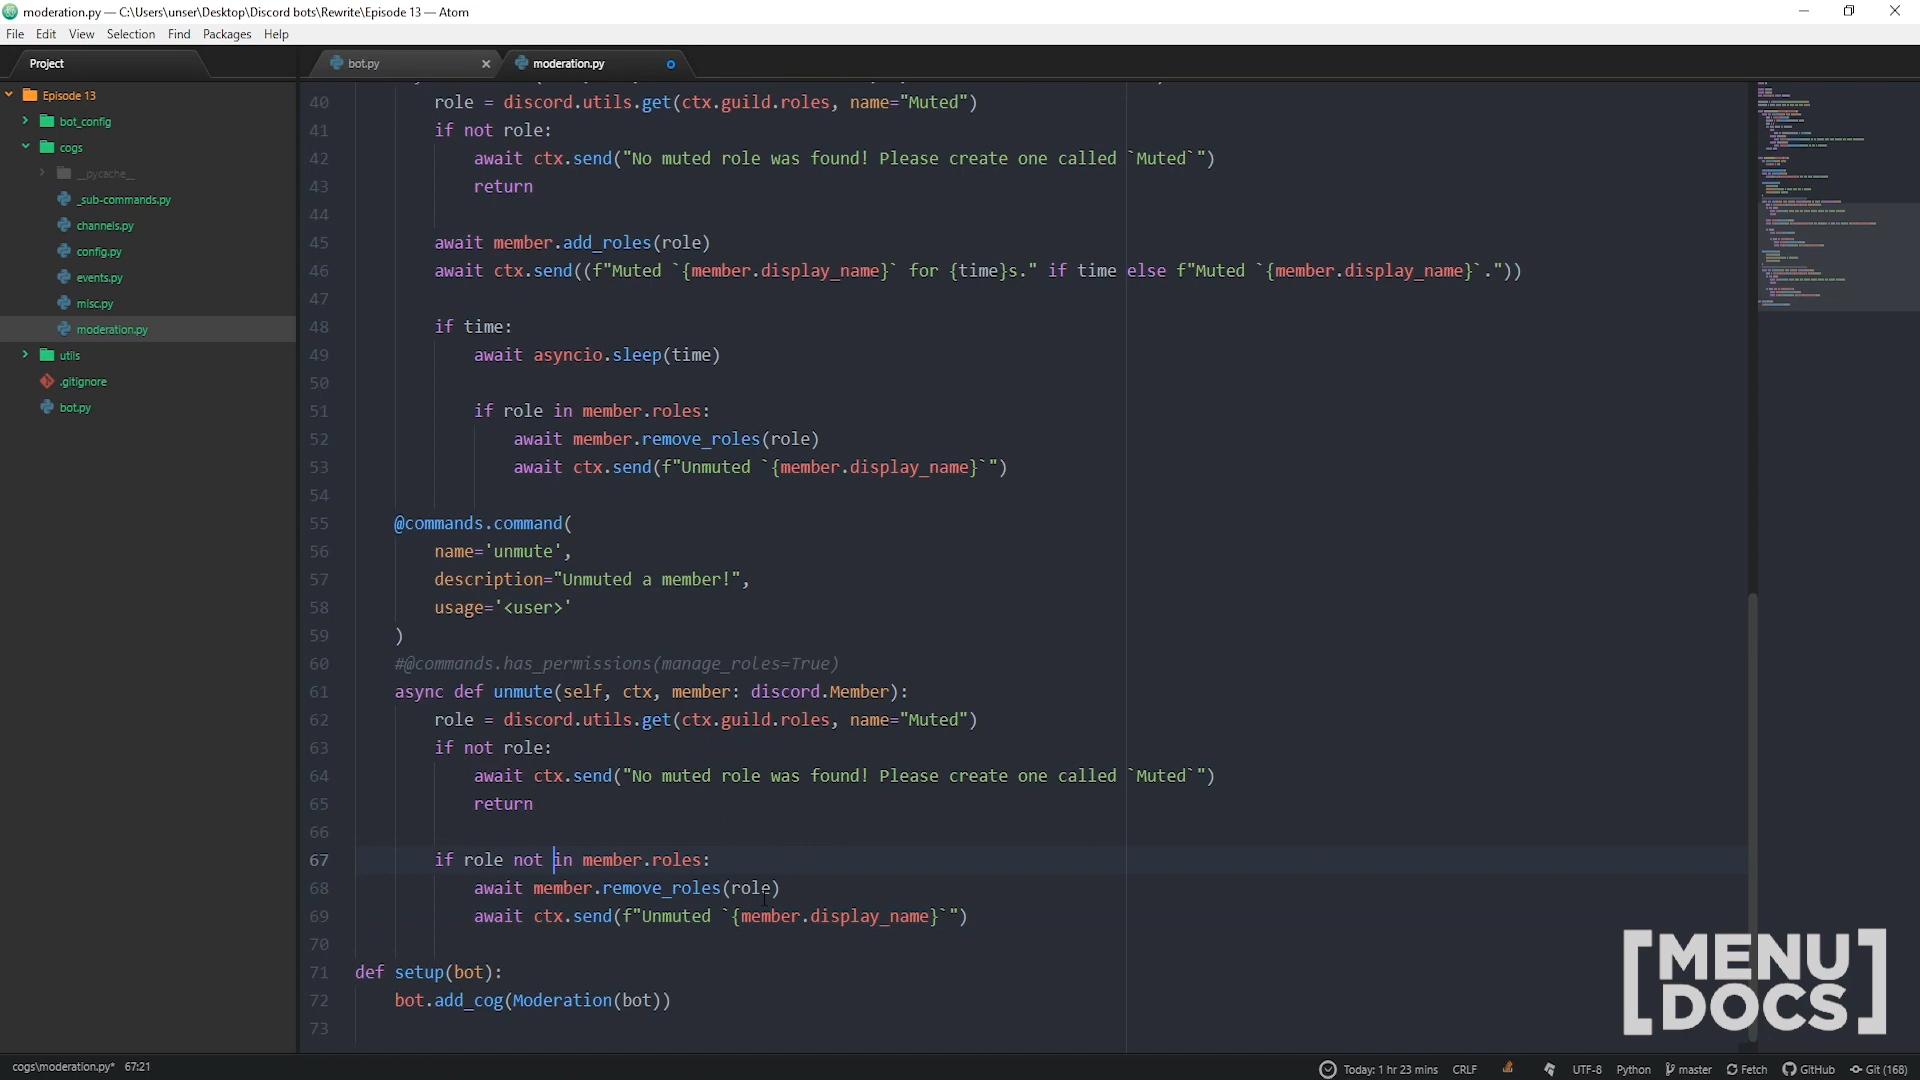 moderation.py — C:\Users\unser\Desktop\Discord bots\Rewrite\Episode 13 — Atom
File Edit View Selection Find Packages Help
Project
bot.py
moderation.py
Episode 13
bot_config
cogs
__pycache__
_sub-commands.py
channels.py
config.py
events.py
misc.py
moderation.py
utils
.gitignore
bot.py
40 role = discord.utils.get(ctx.guild.roles, name="Muted")
41 if not role:
42 await ctx.send("No muted role was found! Please create one called `Muted`")
43 return
44
45 await member.add_roles(role)
46 await ctx.send((f"Muted `{member.display_name}` for {time}s." if time else f"Muted `{member.display_name}`."))
47
48 if time:
49 await asyncio.sleep(time)
50
51 if role in member.roles:
52 await member.remove_roles(role)
53 await ctx.send(f"Unmuted `{member.display_name}`")
54
55 @commands.command(
56 name='unmute',
57 description="Unmuted a member!",
58 usage='<user>'
59 )
60 #@commands.has_permissions(manage_roles=True)
61 async def unmute(self, ctx, member: discord.Member):
62 role = discord.utils.get(ctx.guild.roles, name="Muted")
63 if not role:
64 await ctx.send("No muted role was found! Please create one called `Muted`")
65 return
66
67 if role not in member.roles:
68 await member.remove_roles(role)
69 await ctx.send(f"Unmuted `{member.display_name}`")
70
71 def setup(bot):
72 bot.add_cog(Moderation(bot))
73
[MENU
DOCS]
cogs\moderation.py* 67:21 Today: 1 hr 23 mins CRLF UTF-8 Python master Fetch GitHub Git (168)